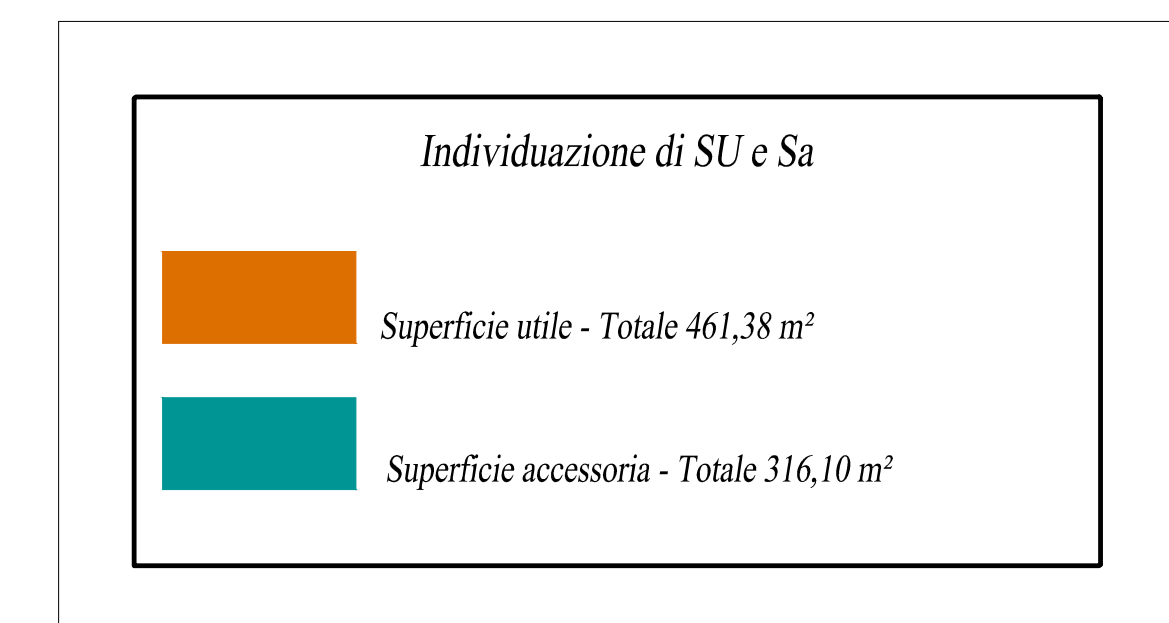 Individuazione di SU e Sa
Superficie utile - Totale 461,38 m²
Superficie accessoria - Totale 316,10 m²